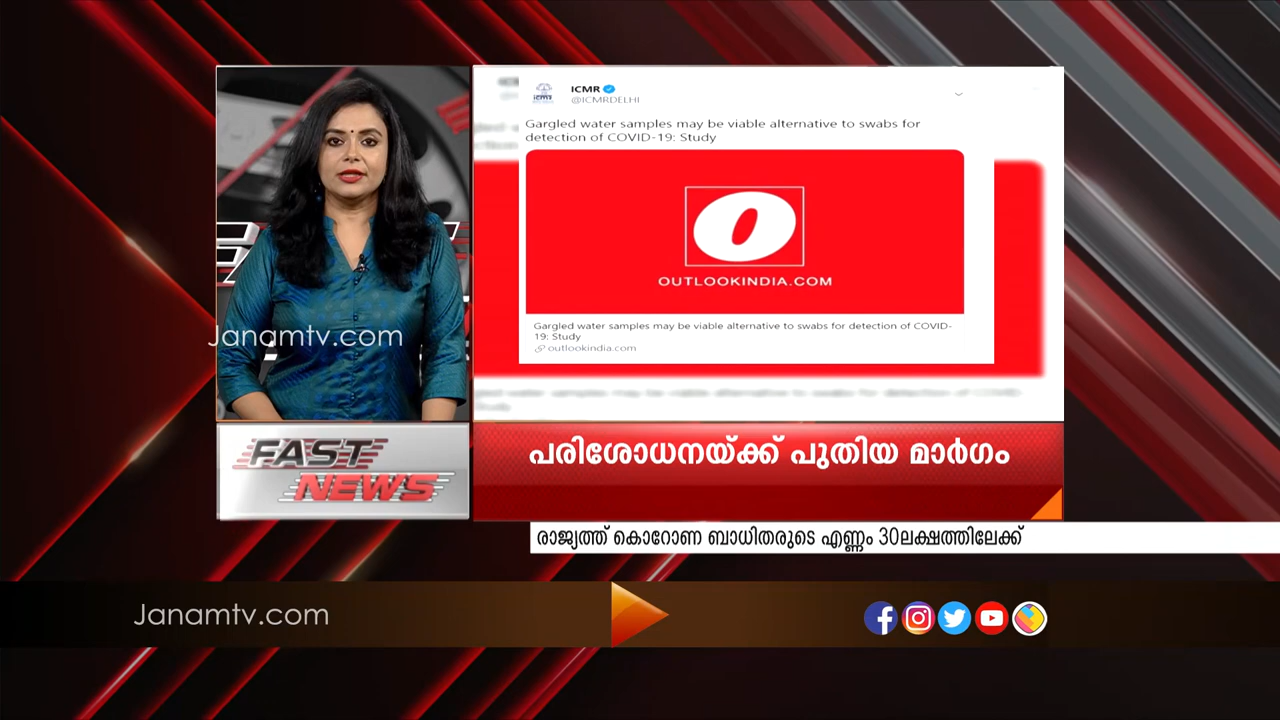 ICMR
@ICMRDELHI
Gargled water samples may be viable alternative to swabs for
detection of COVID-19: Study
OUTLOOKINDIA.COM
Gargled water samples may be viable alternative to swabs for detection of COVID-
19: Study
outlookindia.com
Janamtv.com
FAST
NEWS
പരിശോധനയ്ക്ക് പുതിയ മാർഗം
രാജ്യത്ത് കൊറോണ ബാധിതരുടെ എണ്ണം 30ലക്ഷത്തിലേക്ക്
Janamtv.com